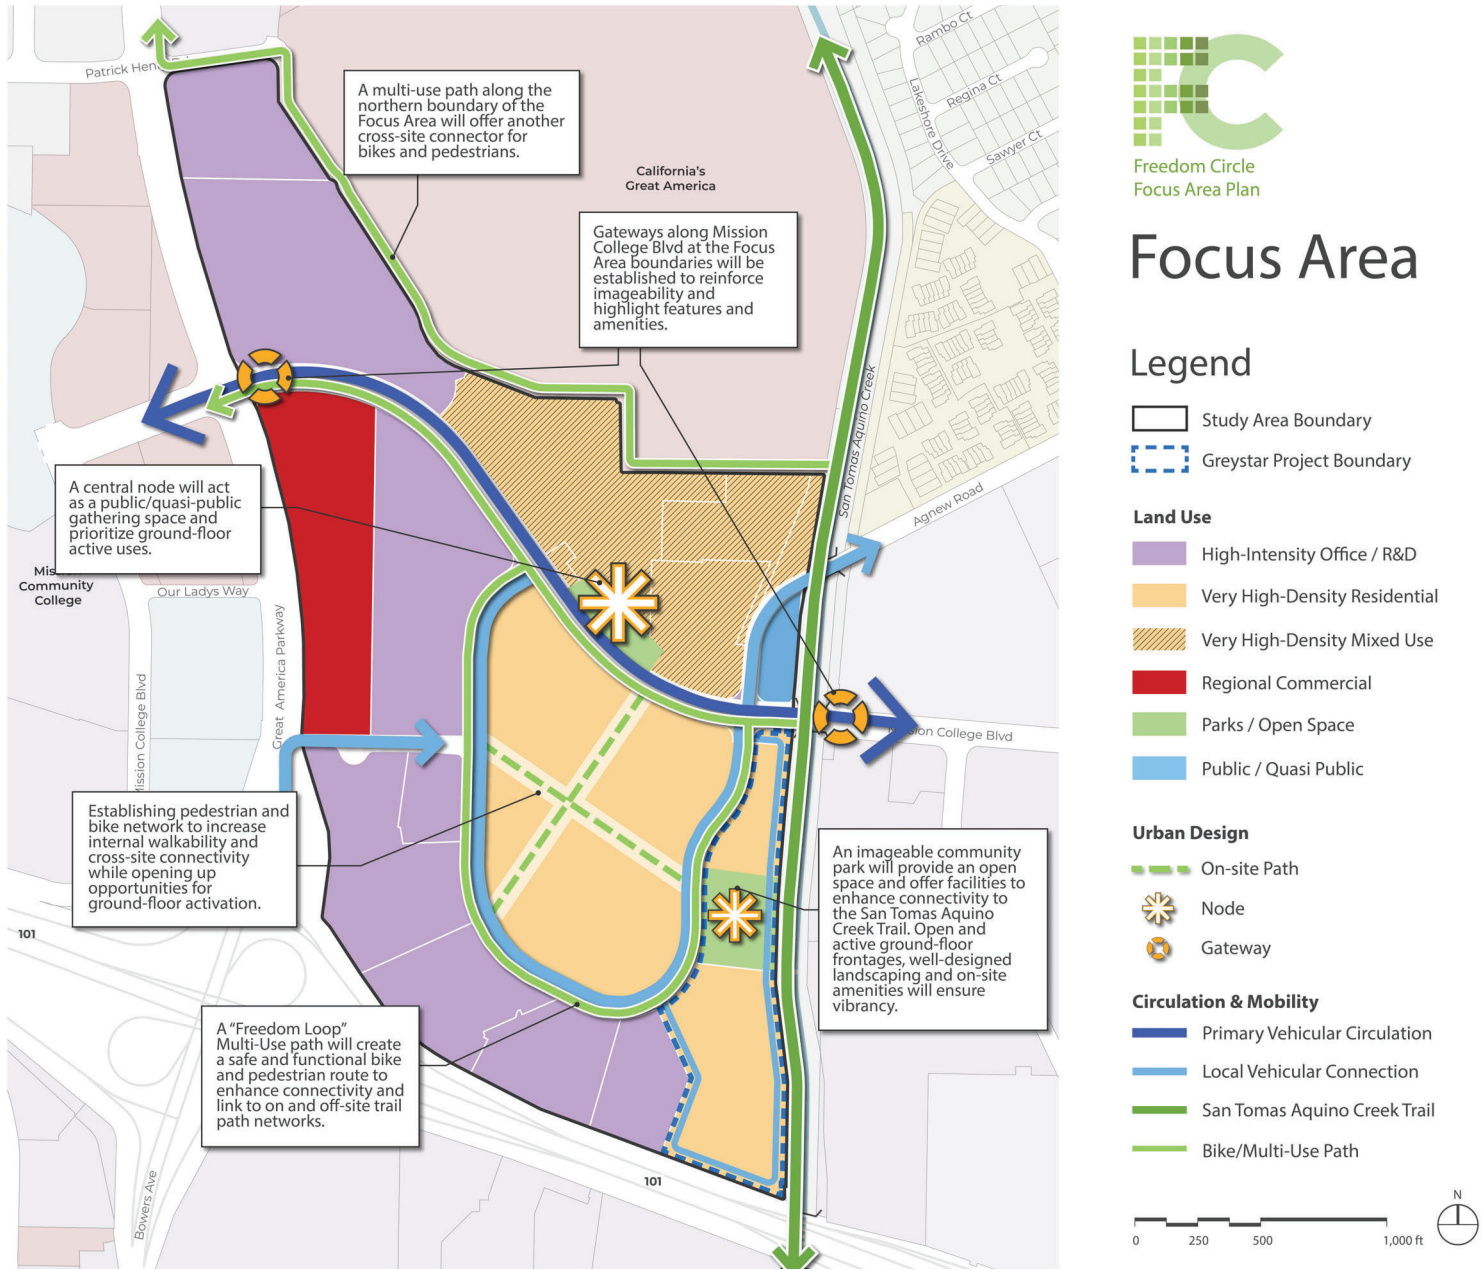 Patrick Hen
Rambo Ct
Regina Ct
Lakeshore Drive
Sawyer Ct
A multi-use path along the
northern boundary of the
Focus Area will offer another
cross-site connector for
bikes and pedestrians.
California's
Great America
Gateways along Mission
College Blvd at the Focus
Area boundaries will be
established to reinforce
imageability and
highlight features and
amenities.
San Tomas Aquino Creek
Agnew Road
A central node will act
as a public/quasi-public
gathering space and
prioritize ground-floor
active uses.
Mis
Community
College
Our Ladys Way
Great America Parkway
Mission College Blvd
Mission College Blvd
Establishing pedestrian and
bike network to increase
internal walkability and
cross-site connectivity
while opening up
opportunities for
ground-floor activation.
An imageable community
park will provide an open
space and offer facilities to
enhance connectivity to
the San Tomas Aquino
Creek Trail. Open and
active ground-floor
frontages, well-designed
landscaping and on-site
amenities will ensure
vibrancy.
101
A “Freedom Loop”
Multi-Use path will create
a safe and functional bike
and pedestrian route to
enhance connectivity and
link to on and off-site trail
path networks.
101
Bowers Ave
FC
Freedom Circle
Focus Area Plan
Focus Area
Legend
Study Area Boundary
Greystar Project Boundary
Land Use
High-Intensity Office / R&D
Very High-Density Residential
Very High-Density Mixed Use
Regional Commercial
Parks / Open Space
Public / Quasi Public
Urban Design
On-site Path
Node
Gateway
Circulation & Mobility
Primary Vehicular Circulation
Local Vehicular Connection
San Tomas Aquino Creek Trail
Bike/Multi-Use Path
N
0 250 500 1,000 ft